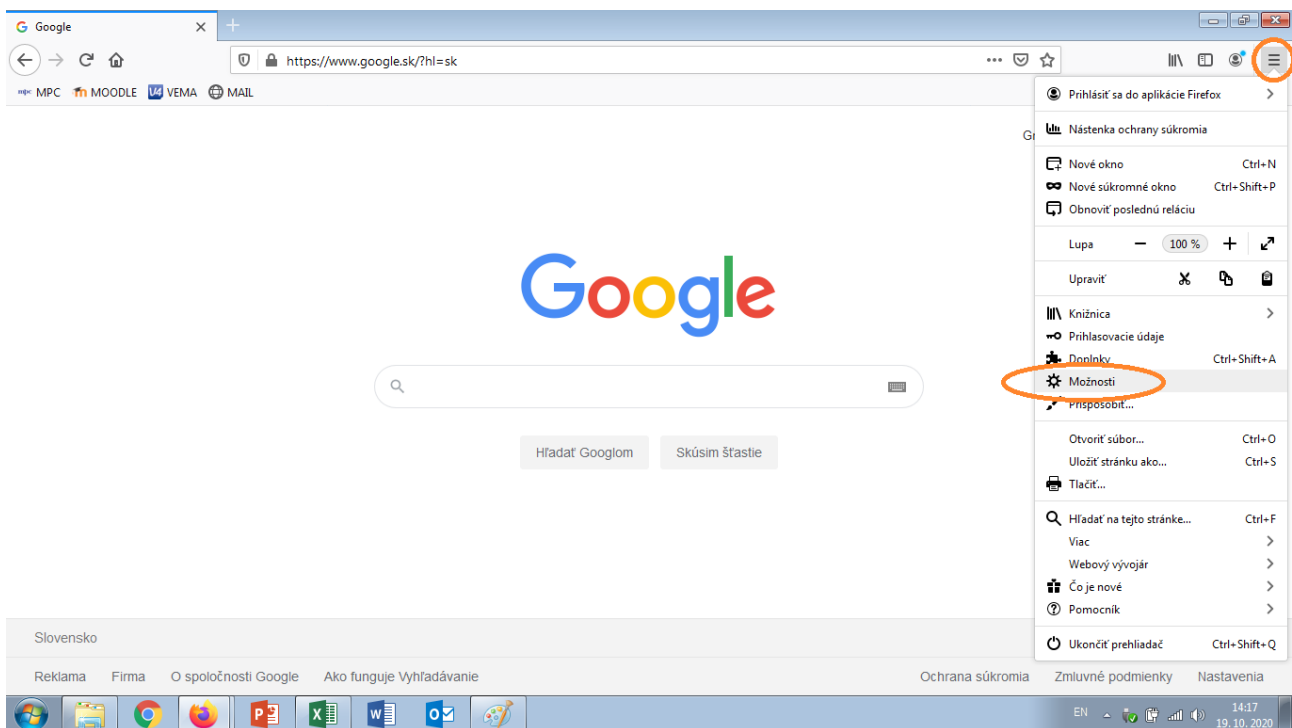 Google
https://www.google.sk/?hl=sk
MPC MOODLE V4 VEMA MAIL
Prihlásiť sa do aplikácie Firefox
Nástenka ochrany súkromia
Nové okno Ctrl+N
Nové súkromné okno Ctrl+Shift+P
Obnoviť poslednú reláciu
Lupa 100 %
Upraviť
Knižnica
Prihlasovacie údaje
Doplnky Ctrl+Shift+A
Možnosti
Prispôsobiť...
Otvoriť súbor... Ctrl+O
Uložiť stránku ako... Ctrl+S
Tlačiť...
Hľadať na tejto stránke... Ctrl+F
Viac
Webový vývojár
Čo je nové
Pomocník
Ukončiť prehliadač Ctrl+Shift+Q
Google
Hľadať Googlom Skúsim šťastie
Slovensko
Reklama Firma O spoločnosti Google Ako funguje Vyhľadávanie Ochrana súkromia Zmluvné podmienky Nastavenia
EN 14:17
19. 10. 2020